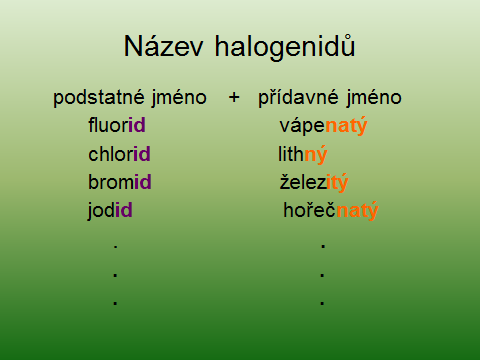 Název halogenidů
podstatné jméno + přídavné jméno
fluorid vápenatý
chlorid lithný
bromid železitý
jodid hořečnatý
. .
. .
. .